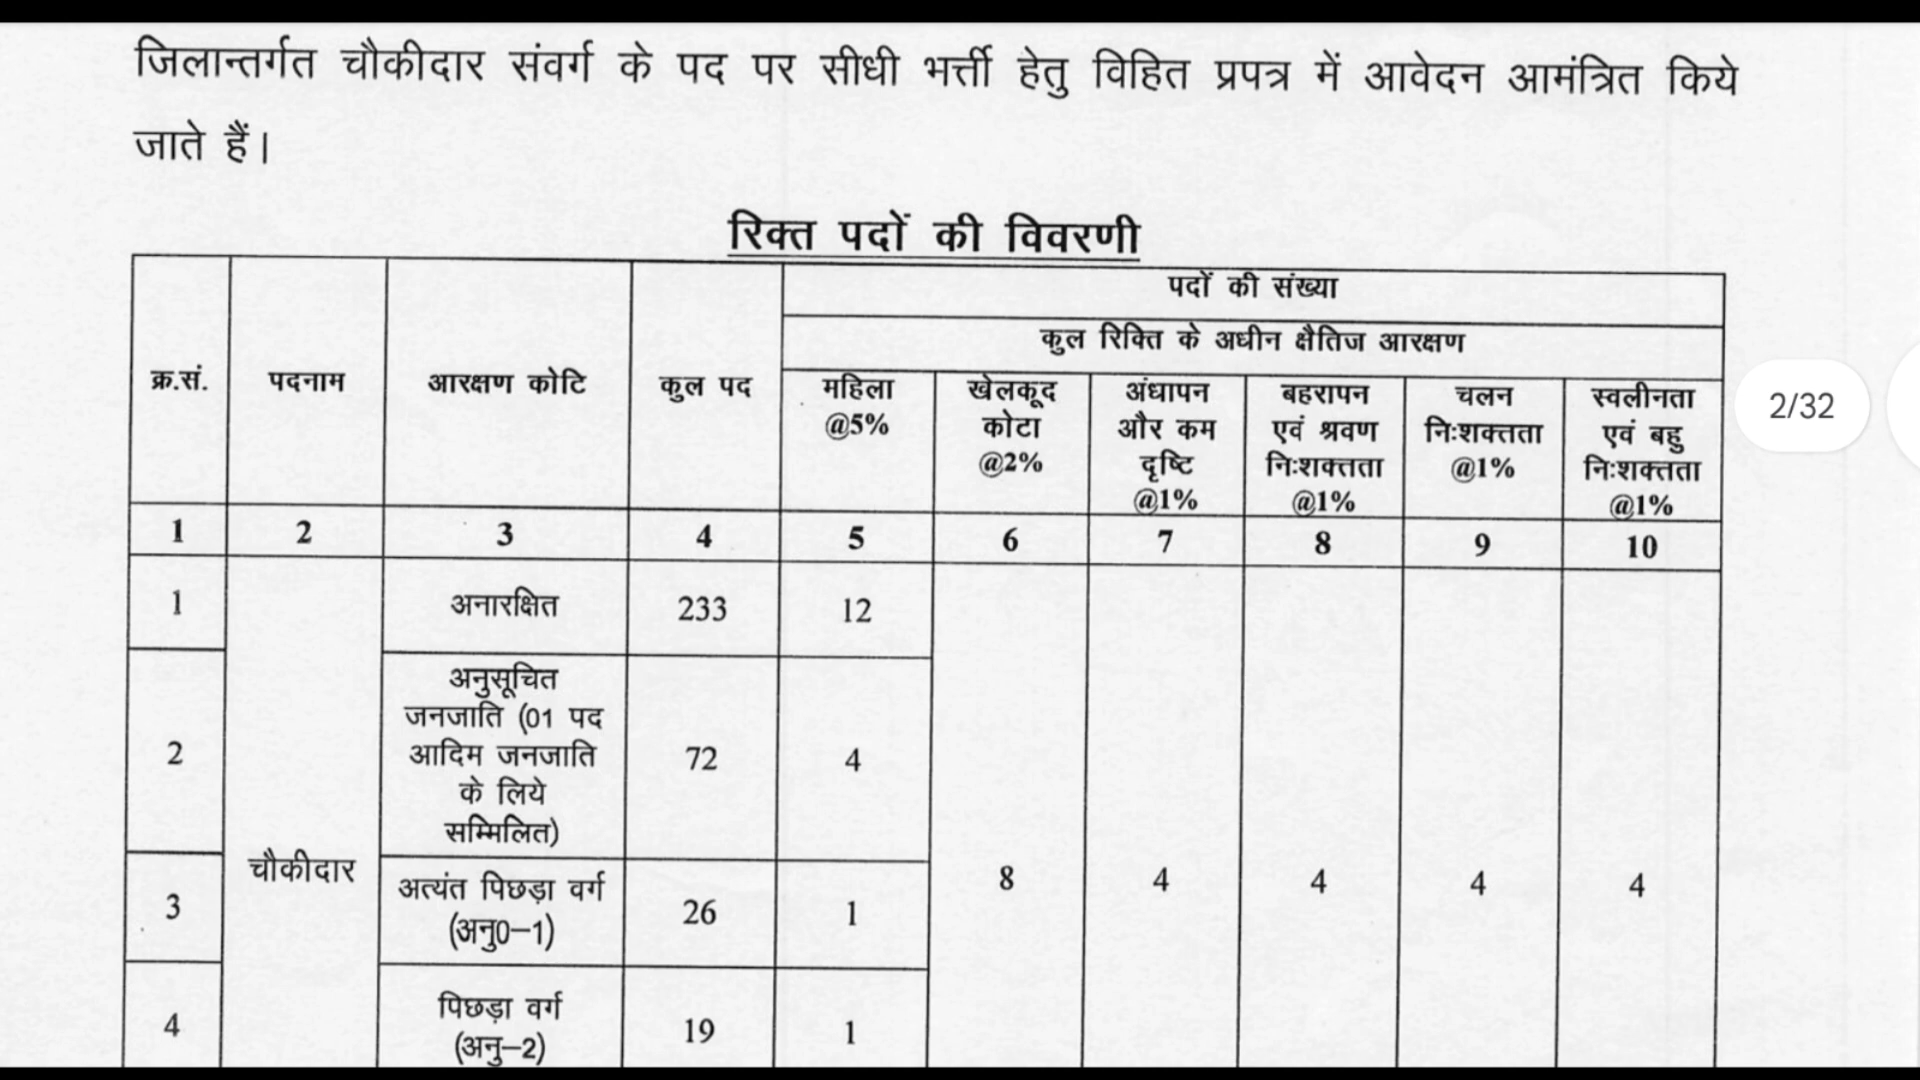 जिलान्तर्गत चौकीदार संवर्ग के पद पर सीधी भर्त्ती हेतु विहित प्रपत्र में आवेदन आमंत्रित किये
जाते हैं।
रिक्त पदों की विवरणी
पदों की संख्या
कुल रिक्ति के अधीन क्षैतिज आरक्षण
क्र.सं.
पदनाम
आरक्षण कोटि
कुल पद
महिला
@5%
खेलकूद
कोटा
@2%
अंधापन
और कम
दृष्टि
@1%
बहरापन
एवं श्रवण
निःशक्तता
@1%
चलन
निःशक्तता
@1%
स्वलीनता
एवं बहु
निःशक्तता
@1%
2/32
1 2 3 4 5 6 7 8 9 10
1 अनारक्षित 233 12
2
अनुसूचित
जनजाति (01 पद
आदिम जनजाति
के लिये
सम्मिलित)
72 4
चौकीदार
3
अत्यंत पिछड़ा वर्ग
(अनु0–1)
26 1
8 4 4 4 4
4
पिछड़ा वर्ग
(अनु–2)
19 1